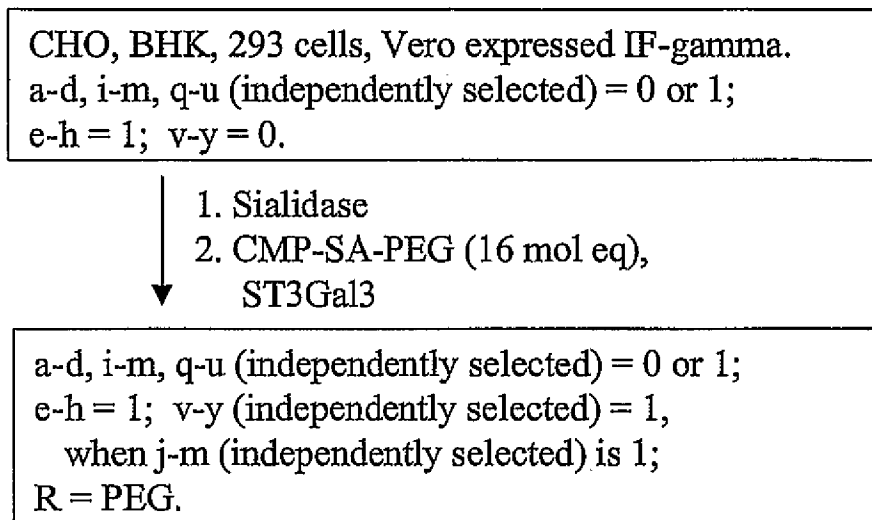 CHO, BHK, 293 cells, Vero expressed IF-gamma.
a-d, i-m, q-u (independently selected) = 0 or 1;
e-h = 1; v-y = 0.
1. Sialidase
2. CMP-SA-PEG (16 mol eq),
ST3Gal3
a-d, i-m, q-u (independently selected) = 0 or 1;
e-h = 1; v-y (independently selected) = 1,
when j-m (independently selected) is 1;
R = PEG.